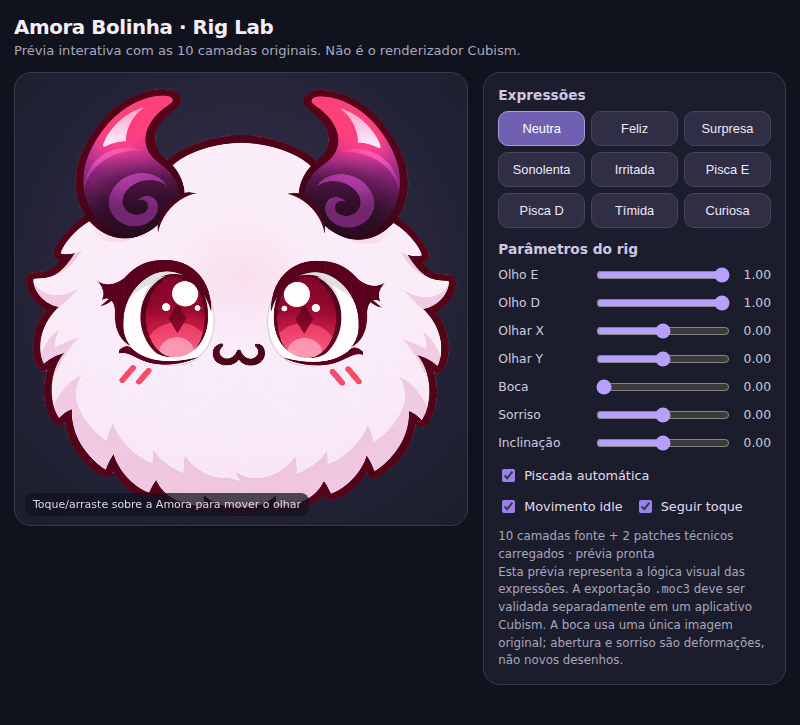 Amora Bolinha · Rig Lab
Prévia interativa com as 10 camadas originais. Não é o renderizador Cubism.
Toque/arraste sobre a Amora para mover o olhar
Expressões
Neutra Feliz Surpresa
Sonolenta Irritada Pisca E
Pisca D Tímida Curiosa
Parâmetros do rig
Olho E 1.00
Olho D 1.00
Olhar X 0.00
Olhar Y 0.00
Boca 0.00
Sorriso 0.00
Inclinação 0.00
Piscada automática
Movimento idle Seguir toque
10 camadas fonte + 2 patches técnicos
carregados · prévia pronta
Esta prévia representa a lógica visual das
expressões. A exportação .moc3 deve ser
validada separadamente em um aplicativo
Cubism. A boca usa uma única imagem
original; abertura e sorriso são deformações,
não novos desenhos.